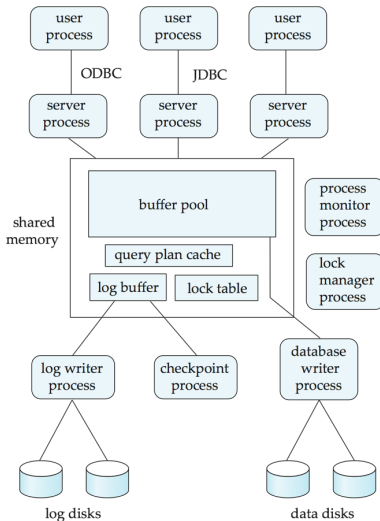 user
process
user
process
user
process
ODBC
JDBC
server
process
server
process
server
process
shared
memory
buffer pool
query plan cache
log buffer
lock table
process
monitor
process
lock
manager
process
log writer
process
checkpoint
process
database
writer
process
log disks
data disks